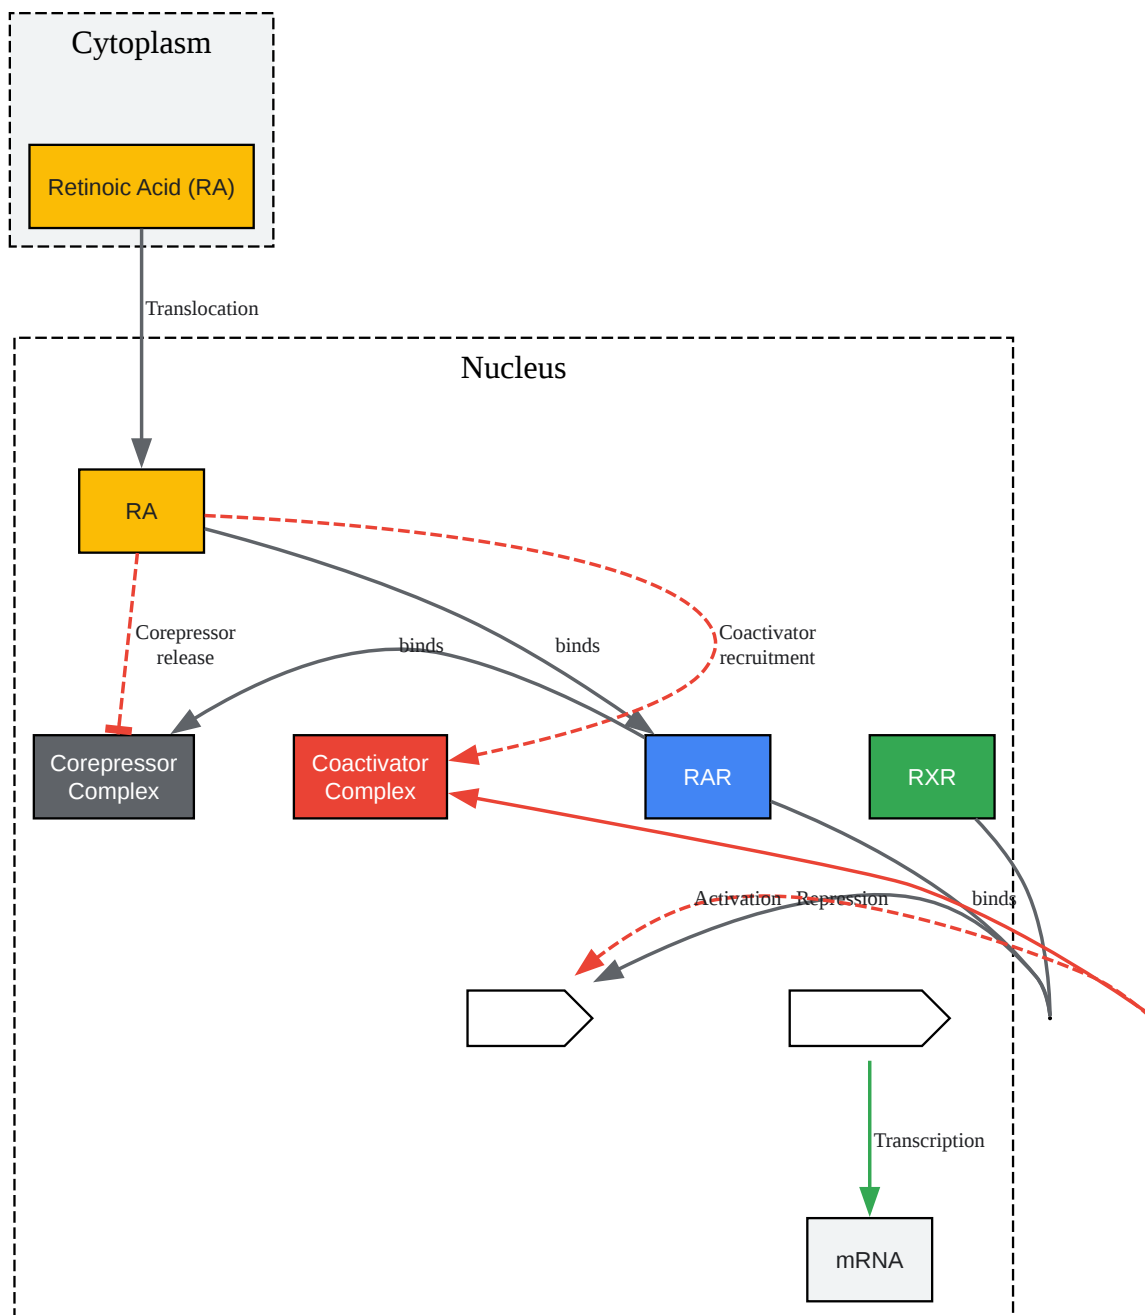 Cytoplasm
Retinoic Acid (RA)
Translocation
Nucleus
RA
Corepressor
release
binds
binds
Coactivator
recruitment
Corepressor
Complex
Coactivator
Complex
RAR
RXR
Activation
Repression
binds
Transcription
mRNA